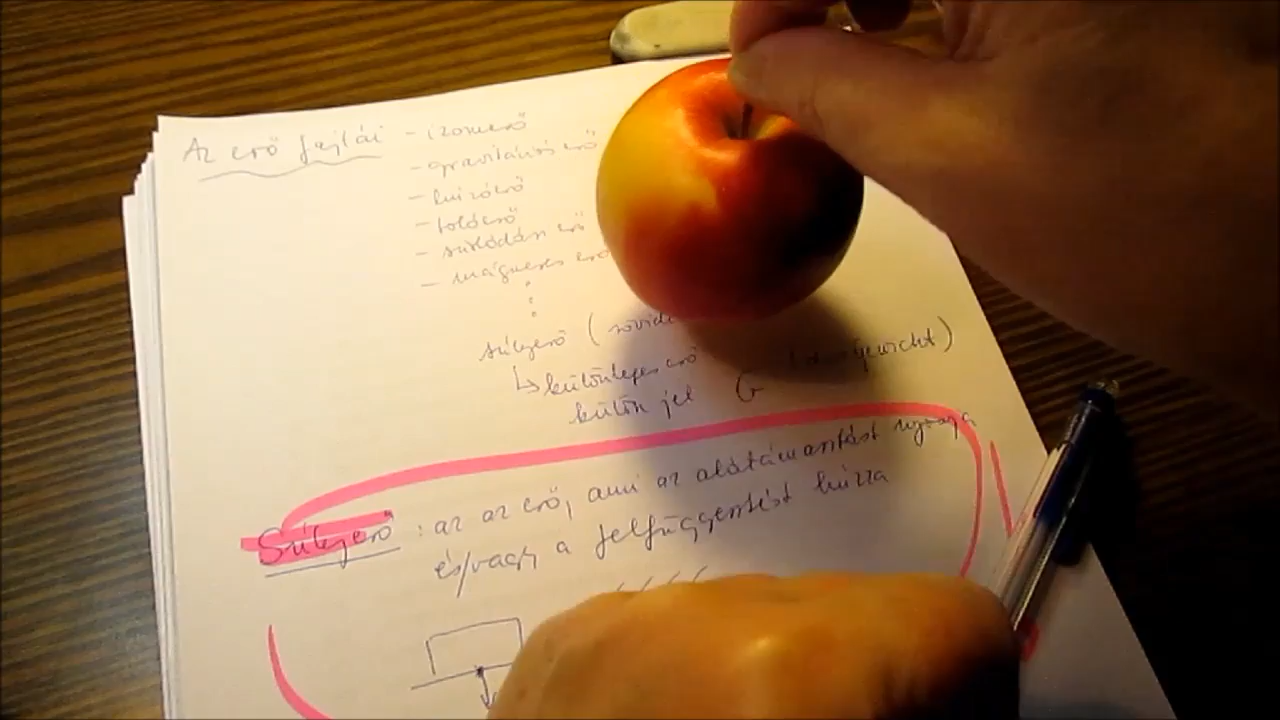 Az erő fajtái - izomerő
- gravitációs erő
- húzóerő
- tolóerő
- súrlódási erő
- mágneses erő
súlyerő (
↳ különleges erő
külön jel G gewicht)
Súlyerő : az az erő, ami az alátámasztást nyomja
és/vagy a felfüggesztést húzza